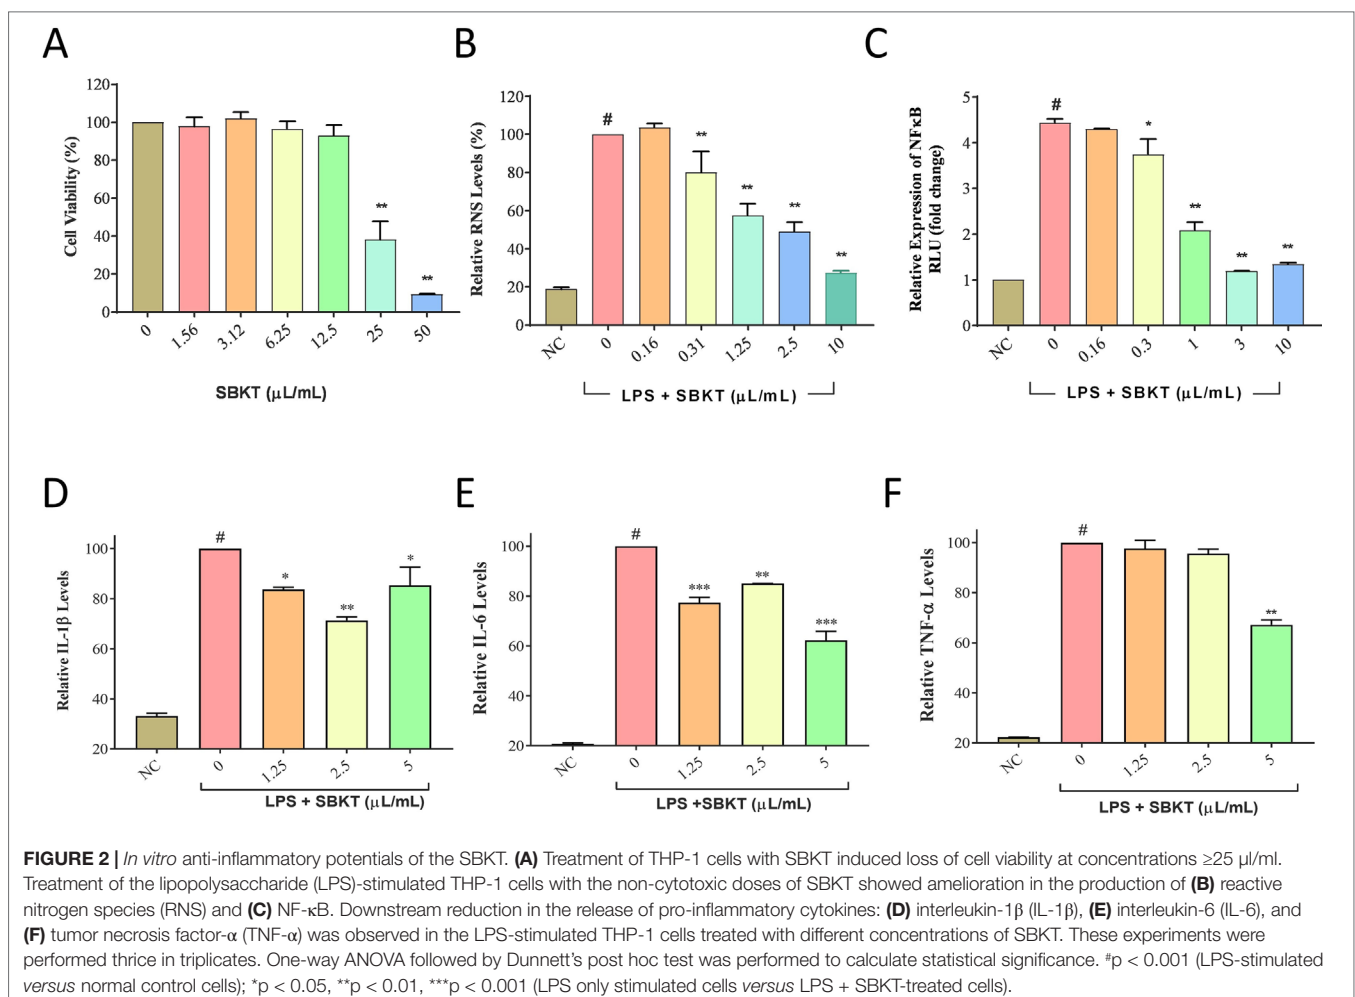 A
Cell Viability (%)
120
100
80
60
40
20
0
**
**
0 1.56 3.12 6.25 12.5 25 50
SBKT (μL/mL)
B
Relative RNS Levels (%)
120
100
80
60
40
20
0
#
**
**
**
**
NC 0 0.16 0.31 1.25 2.5 10
LPS + SBKT (μL/mL)
C
Relative Expression of NFκB
RLU (fold change)
5
4
3
2
1
0
#
*
**
**
**
NC 0 0.16 0.3 1 3 10
LPS + SBKT (μL/mL)
D
Relative IL-1β Levels
100
80
60
40
20
#
*
**
*
NC 0 1.25 2.5 5
LPS + SBKT (μL/mL)
E
Relative IL-6 Levels
100
80
60
40
20
#
***
**
***
NC 0 1.25 2.5 5
LPS +SBKT (μL/mL)
F
Relative TNF-α Levels
100
80
60
40
20
#
**
NC 0 1.25 2.5 5
LPS + SBKT (μL/mL)
FIGURE 2 | In vitro anti-inflammatory potentials of the SBKT. (A) Treatment of THP-1 cells with SBKT induced loss of cell viability at concentrations ≥25 µl/ml.
Treatment of the lipopolysaccharide (LPS)-stimulated THP-1 cells with the non-cytotoxic doses of SBKT showed amelioration in the production of (B) reactive
nitrogen species (RNS) and (C) NF-κB. Downstream reduction in the release of pro-inflammatory cytokines: (D) interleukin-1β (IL-1β), (E) interleukin-6 (IL-6), and
(F) tumor necrosis factor-α (TNF-α) was observed in the LPS-stimulated THP-1 cells treated with different concentrations of SBKT. These experiments were
performed thrice in triplicates. One-way ANOVA followed by Dunnett's post hoc test was performed to calculate statistical significance. #p < 0.001 (LPS-stimulated
versus normal control cells); *p < 0.05, **p < 0.01, ***p < 0.001 (LPS only stimulated cells versus LPS + SBKT-treated cells).